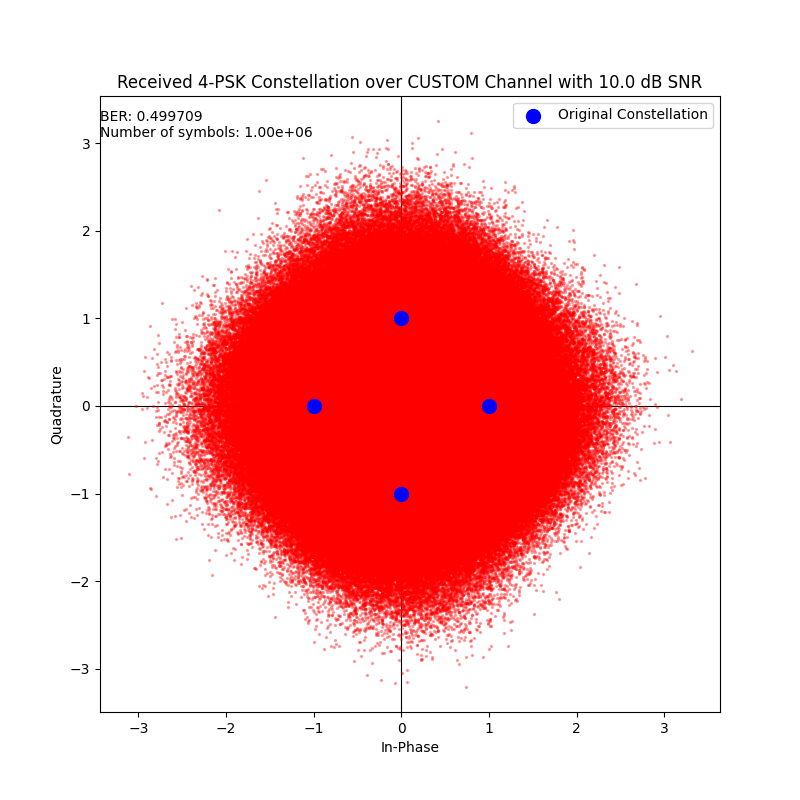 Received 4-PSK Constellation over CUSTOM Channel with 10.0 dB SNR
BER: 0.499709
Number of symbols: 1.00e+06
Original Constellation
3
2
1
0
−1
−2
−3
Quadrature
−3
−2
−1
0
1
2
3
In-Phase